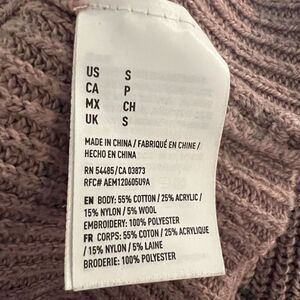 US S
CA P
MX CH
UK S
MADE IN CHINA / FABRIQUÉ EN CHINE /
HECHO EN CHINA
RN 54485 / CA 03873
RFC# AEM120605U9A
EN BODY: 55% COTTON / 25% ACRYLIC /
15% NYLON / 5% WOOL
EMBROIDERY: 100% POLYESTER
FR CORPS: 55% COTON / 25% ACRYLIQUE
/ 15% NYLON / 5% LAINE
BRODERIE: 100% POLYESTER